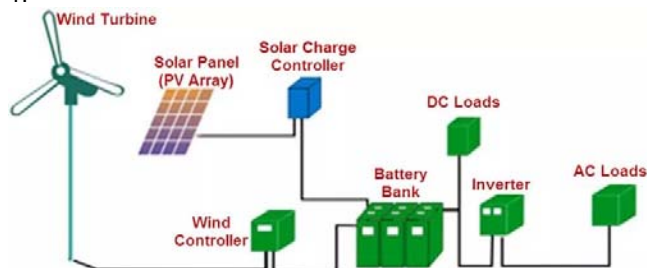 Wind Turbine
Solar Panel
(PV Array)
Solar Charge
Controller
DC Loads
Battery
Bank
Inverter
AC Loads
Wind
Controller